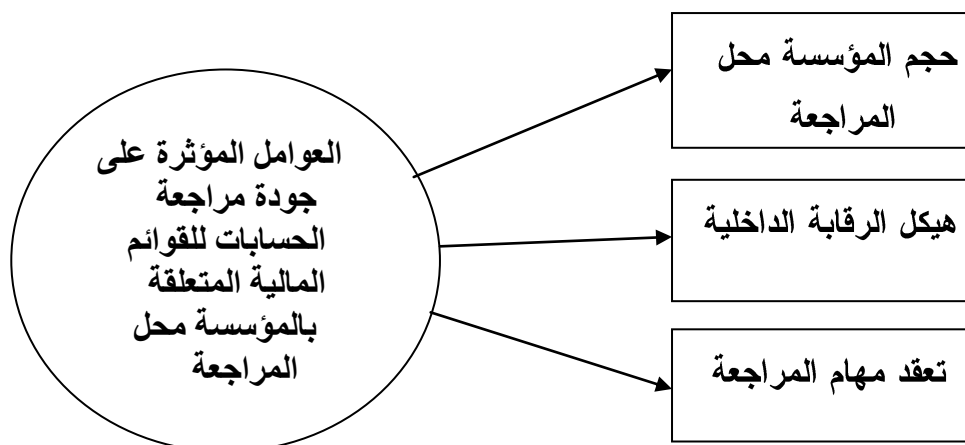 العوامل المؤثرة على
جودة مراجعة
الحسابات للقوائم
المالية المتعلقة
بالمؤسسة محل
المراجعة
حجم المؤسسة محل
المراجعة
هيكل الرقابة الداخلية
تعقد مهام المراجعة